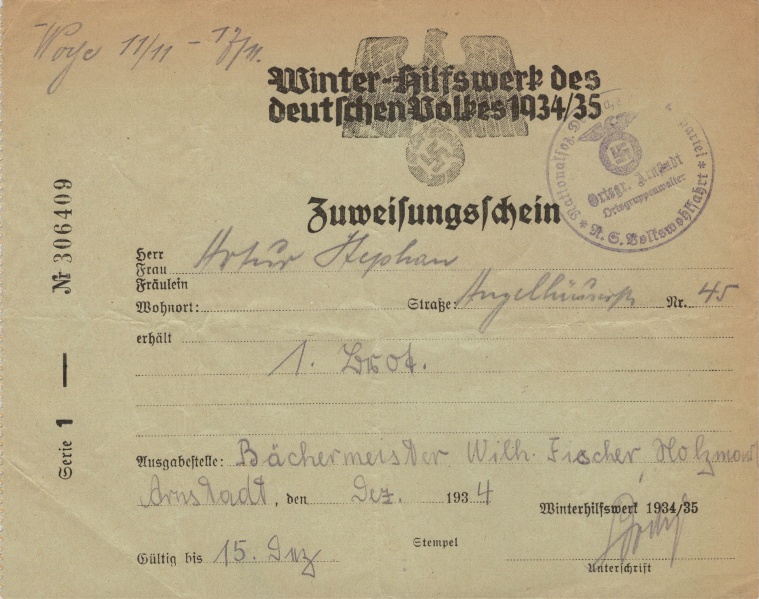 Woche 11/11 – 17/11.
Winter-Hilfswerk des
deutschen Volkes 1934/35
Ortsgr. Arnstadt
Ortsgruppenwalter
* N.S. Volkswohlfahrt *
Zuweisungsschein
Herr
Frau Artur Stephan
Fräulein
Wohnort: Straße: Nr. 45
erhält
1. Brot.
Ausgabestelle: Bäckermeister Wilh. Fischer,
Arnstadt, den Dez. 1934 Winterhilfswerk 1934/35
Gültig bis 15. Dez Stempel
Unterschrift
Serie 1 — № 306409